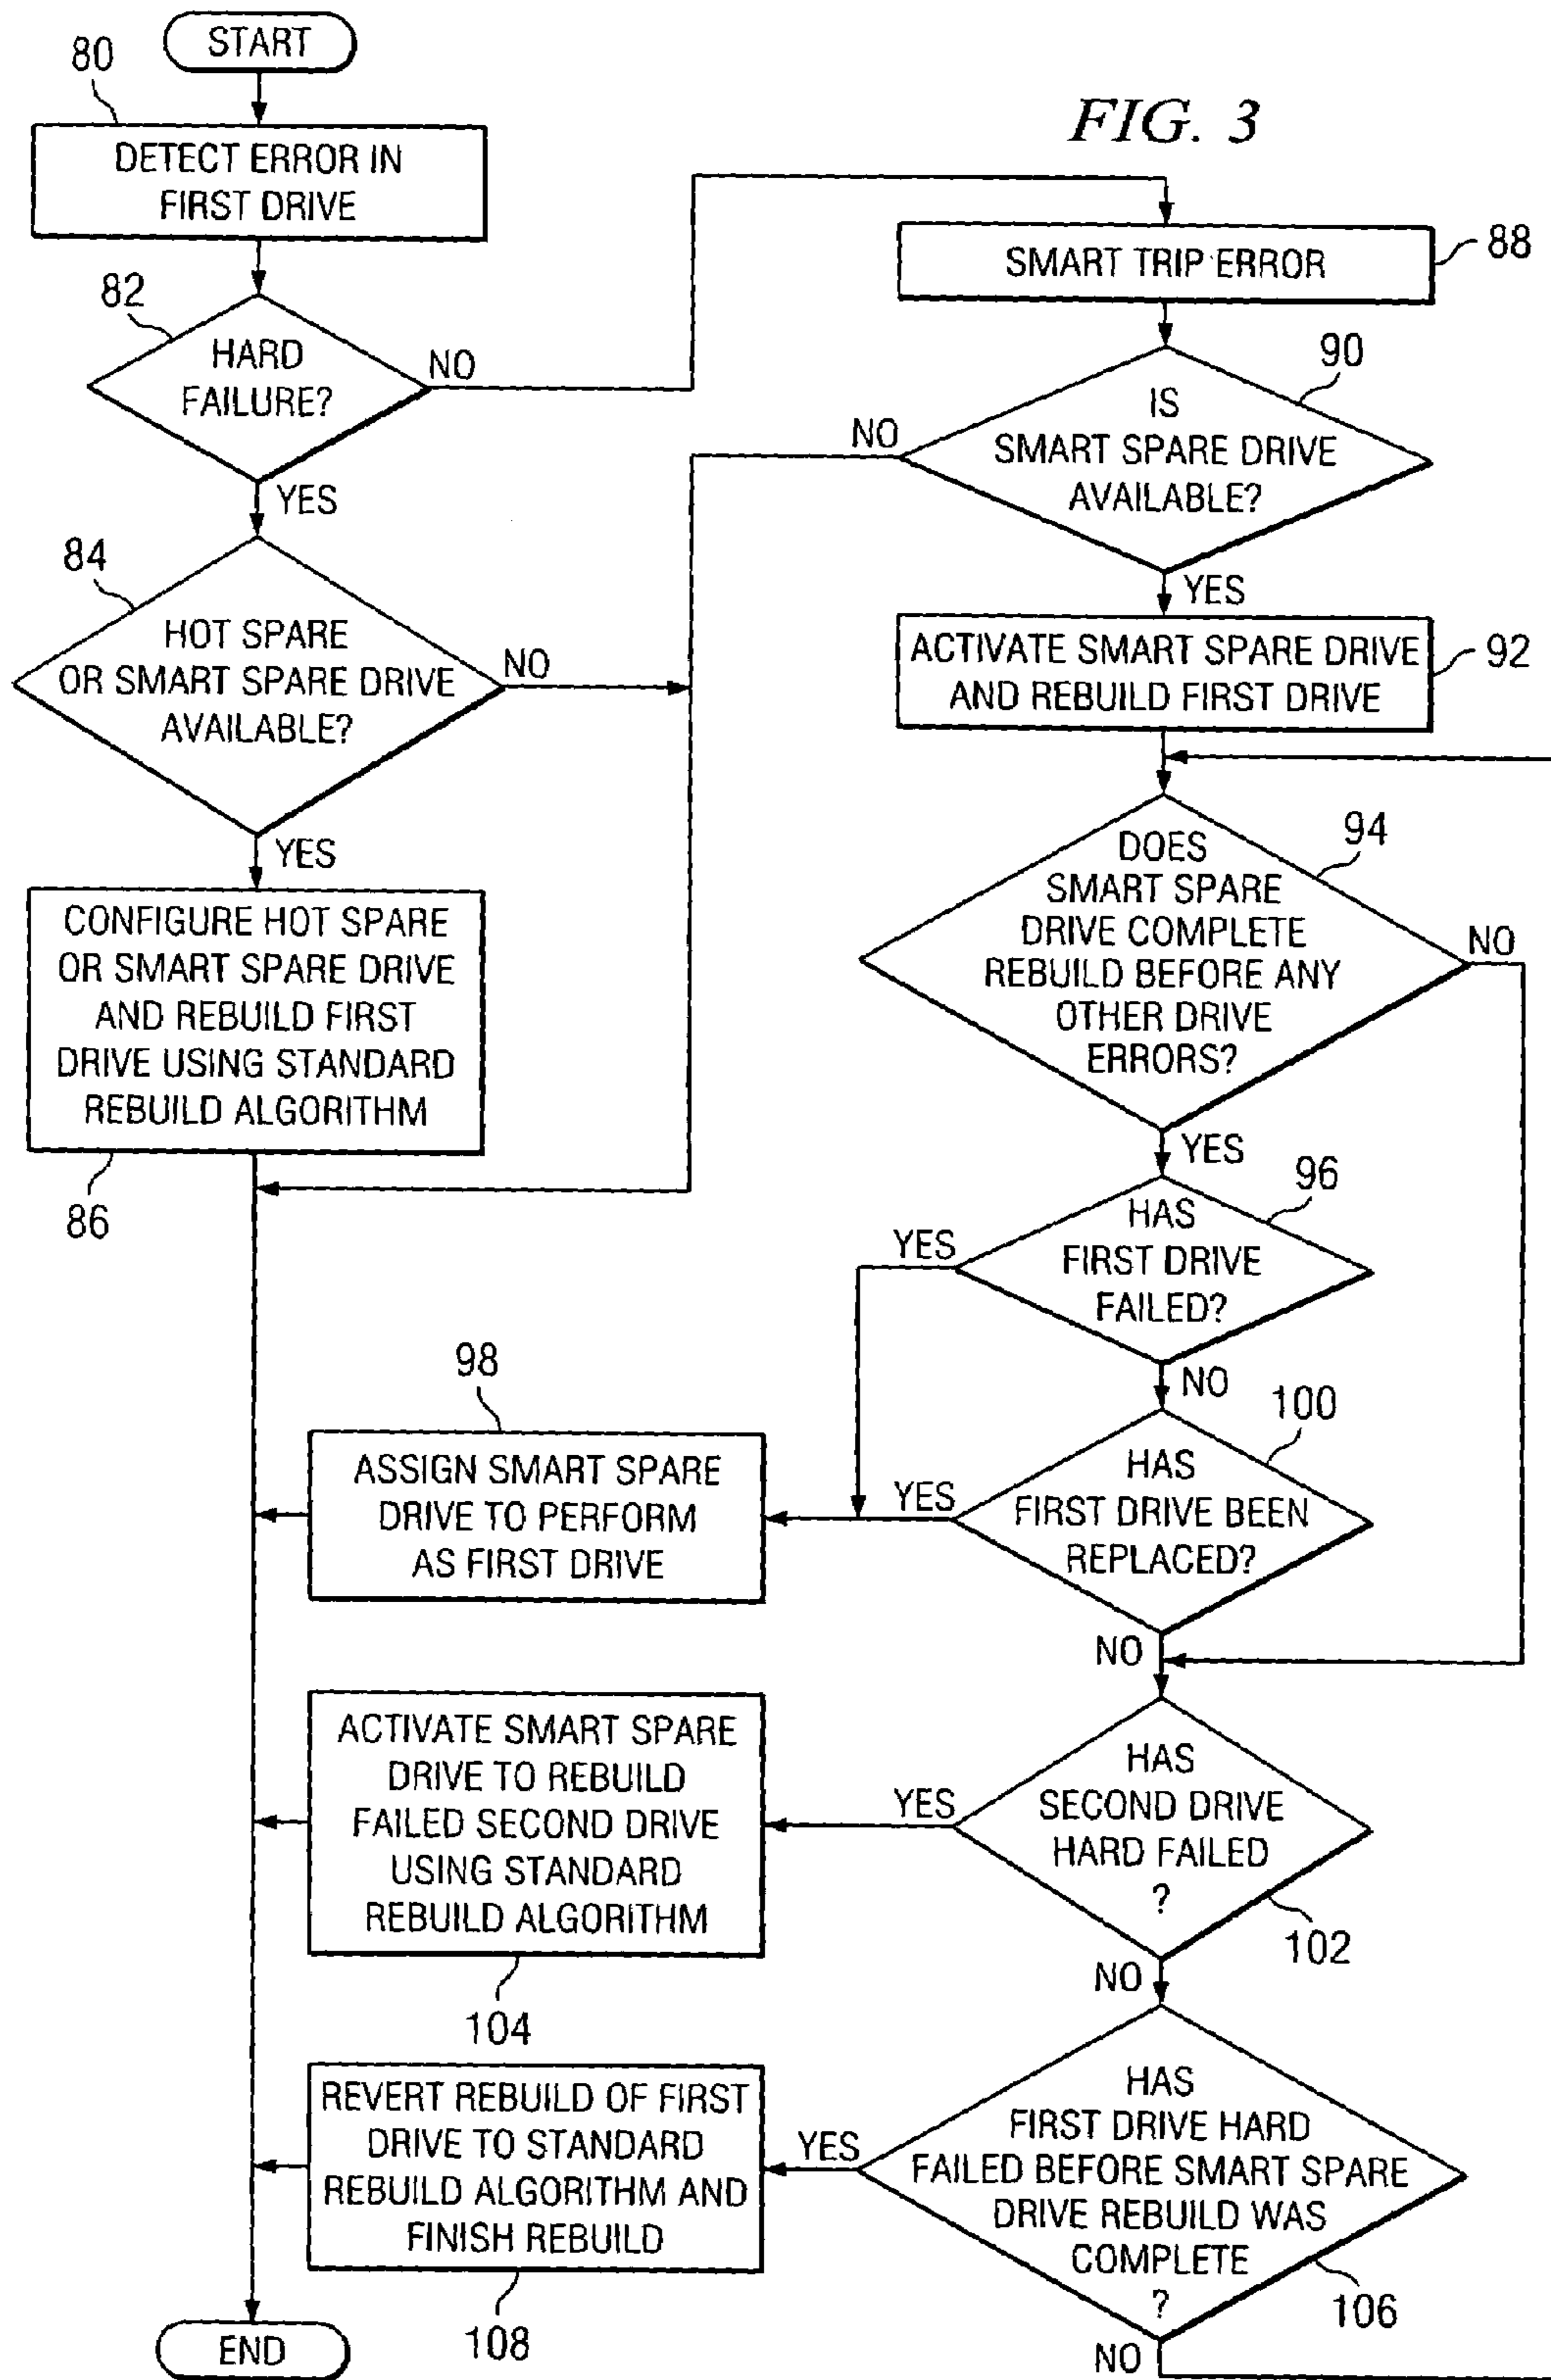 START
80
FIG. 3
DETECT ERROR IN
FIRST DRIVE
82
HARD
FAILURE?
NO
YES
84
HOT SPARE
OR SMART SPARE DRIVE
AVAILABLE?
NO
YES
CONFIGURE HOT SPARE
OR SMART SPARE DRIVE
AND REBUILD FIRST
DRIVE USING STANDARD
REBUILD ALGORITHM
86
SMART TRIP ERROR
88
90
IS
SMART SPARE DRIVE
AVAILABLE?
NO
YES
ACTIVATE SMART SPARE DRIVE
AND REBUILD FIRST DRIVE
92
94
DOES
SMART SPARE
DRIVE COMPLETE
REBUILD BEFORE ANY
OTHER DRIVE
ERRORS?
NO
YES
96
HAS
FIRST DRIVE
FAILED?
YES
NO
98
ASSIGN SMART SPARE
DRIVE TO PERFORM
AS FIRST DRIVE
100
HAS
FIRST DRIVE BEEN
REPLACED?
YES
NO
ACTIVATE SMART SPARE
DRIVE TO REBUILD
FAILED SECOND DRIVE
USING STANDARD
REBUILD ALGORITHM
104
HAS
SECOND DRIVE
HARD FAILED
?
YES
102
NO
REVERT REBUILD OF FIRST
DRIVE TO STANDARD
REBUILD ALGORITHM AND
FINISH REBUILD
108
HAS
FIRST DRIVE HARD
FAILED BEFORE SMART SPARE
DRIVE REBUILD WAS
COMPLETE
?
YES
106
NO
END